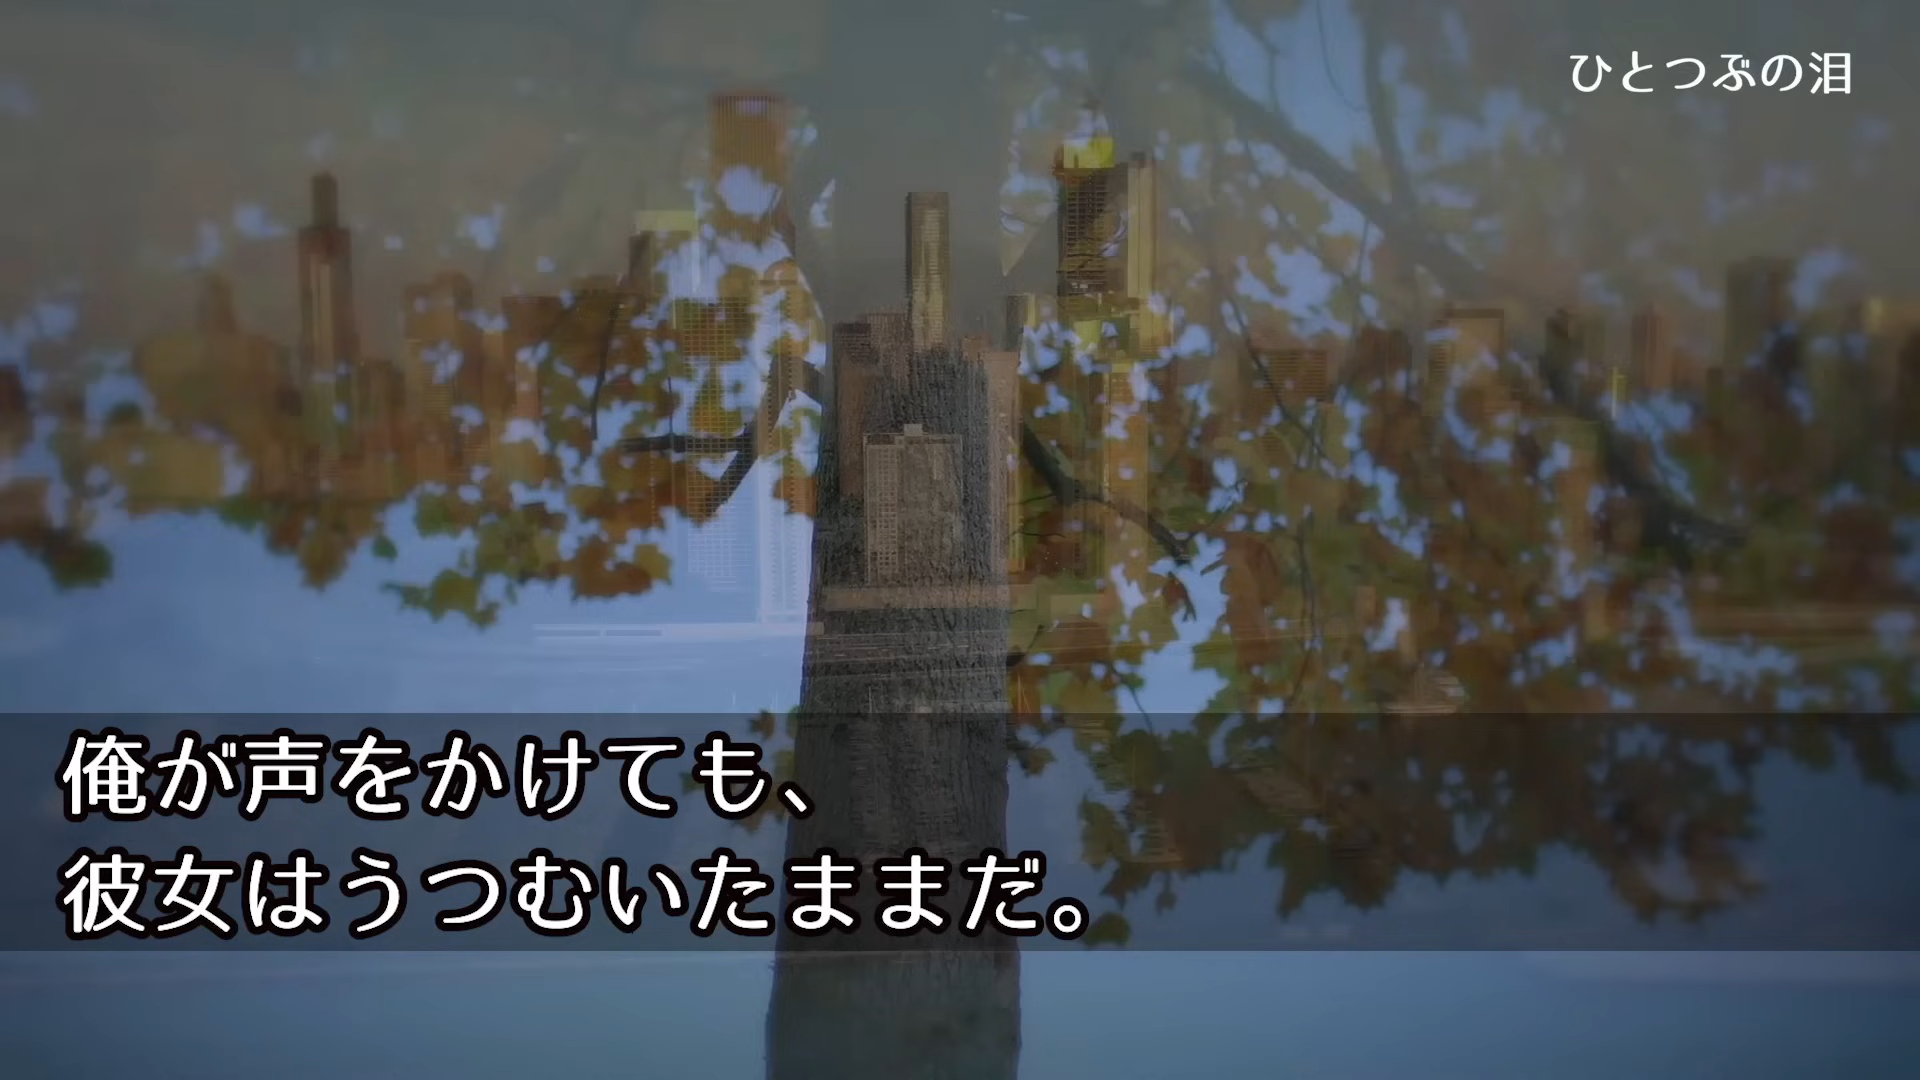 ひとつぶの泪
俺が声をかけても、
彼女はうつむいたままだ。